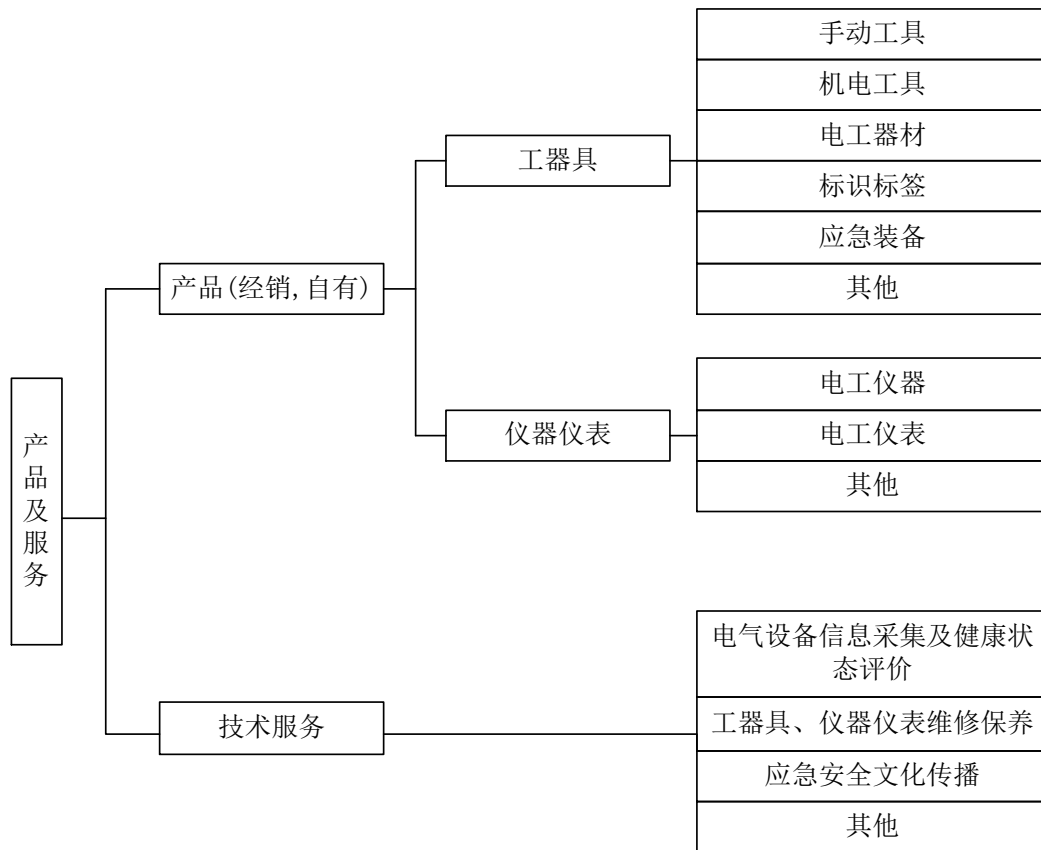 产品及服务
产品(经销,自有)
工器具
手动工具
机电工具
电工器材
标识标签
应急装备
其他
仪器仪表
电工仪器
电工仪表
其他
技术服务
电气设备信息采集及健康状
态评价
工器具、仪器仪表维修保养
应急安全文化传播
其他